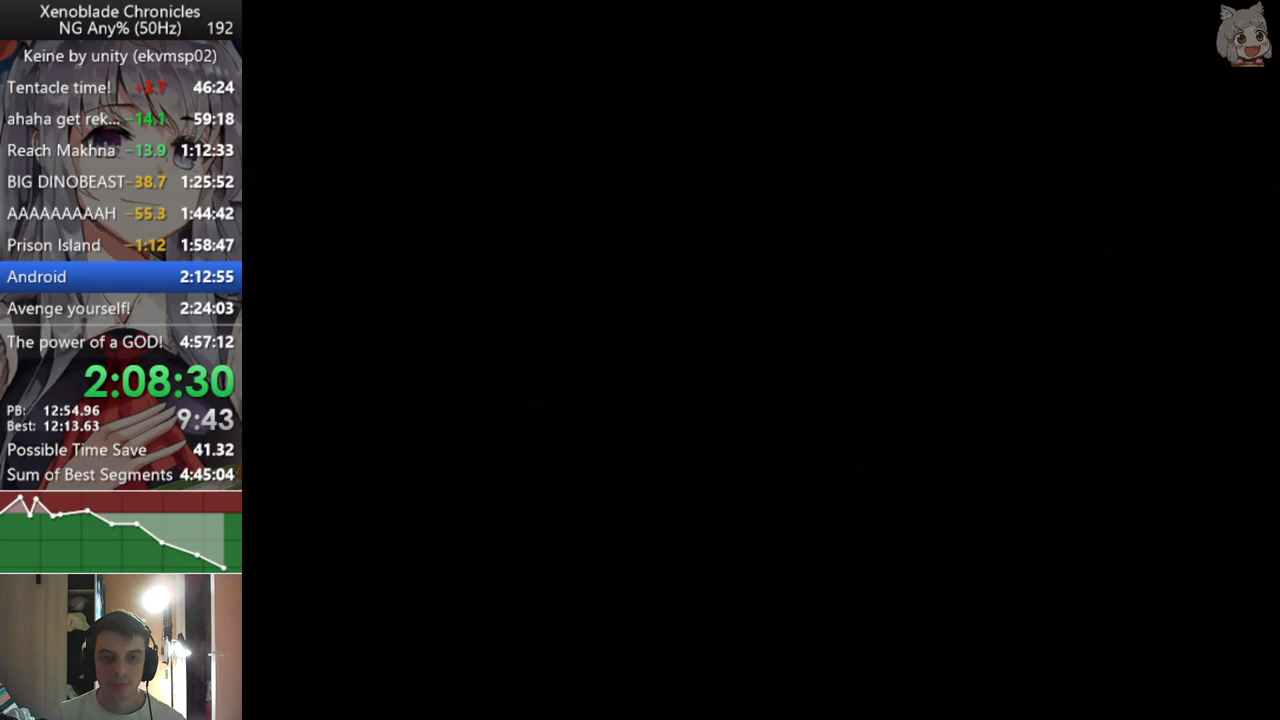 Xenoblade Chronicles
NG Any% (50Hz) 192
Keine by unity (ekvmsp02)
Tentacle time! +3.7 46:24
ahaha get rek... -14.1 59:18
Reach Makhna -13.9 1:12:33
BIG DINOBEAST -38.7 1:25:52
AAAAAAAAAH -55.3 1:44:42
Prison Island -1:12 1:58:47
Android 2:12:55
Avenge yourself! 2:24:03
The power of a GOD! 4:57:12
2:08:30
PB: 12:54.96
Best: 12:13.63
9:43
Possible Time Save 41.32
Sum of Best Segments 4:45:04